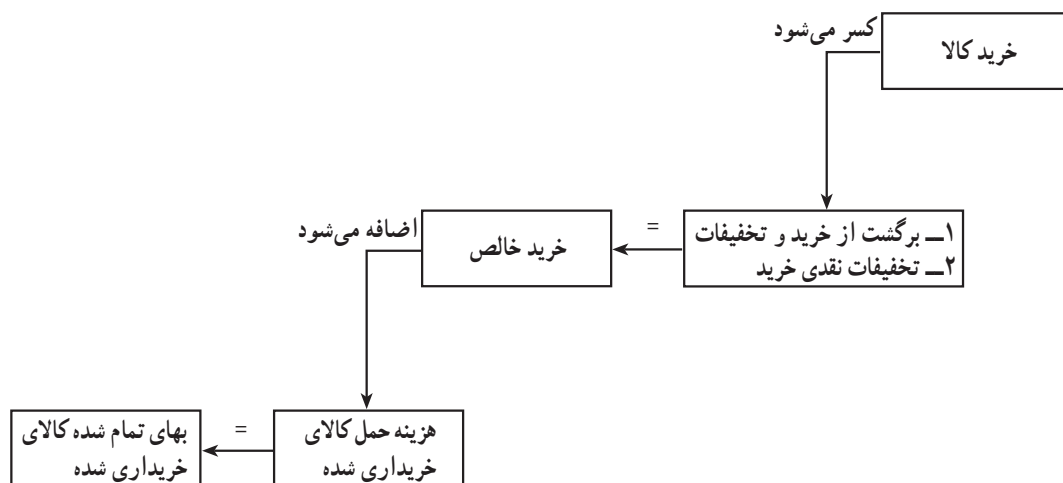 کسر می‌شود
خرید کالا
۱ــ برگشت از خرید و تخفیفات
۲ــ تخفیفات نقدی خرید
=
خرید خالص
اضافه می‌شود
هزینه حمل کالای
خریداری شده
=
بهای تمام شده کالای
خریداری شده